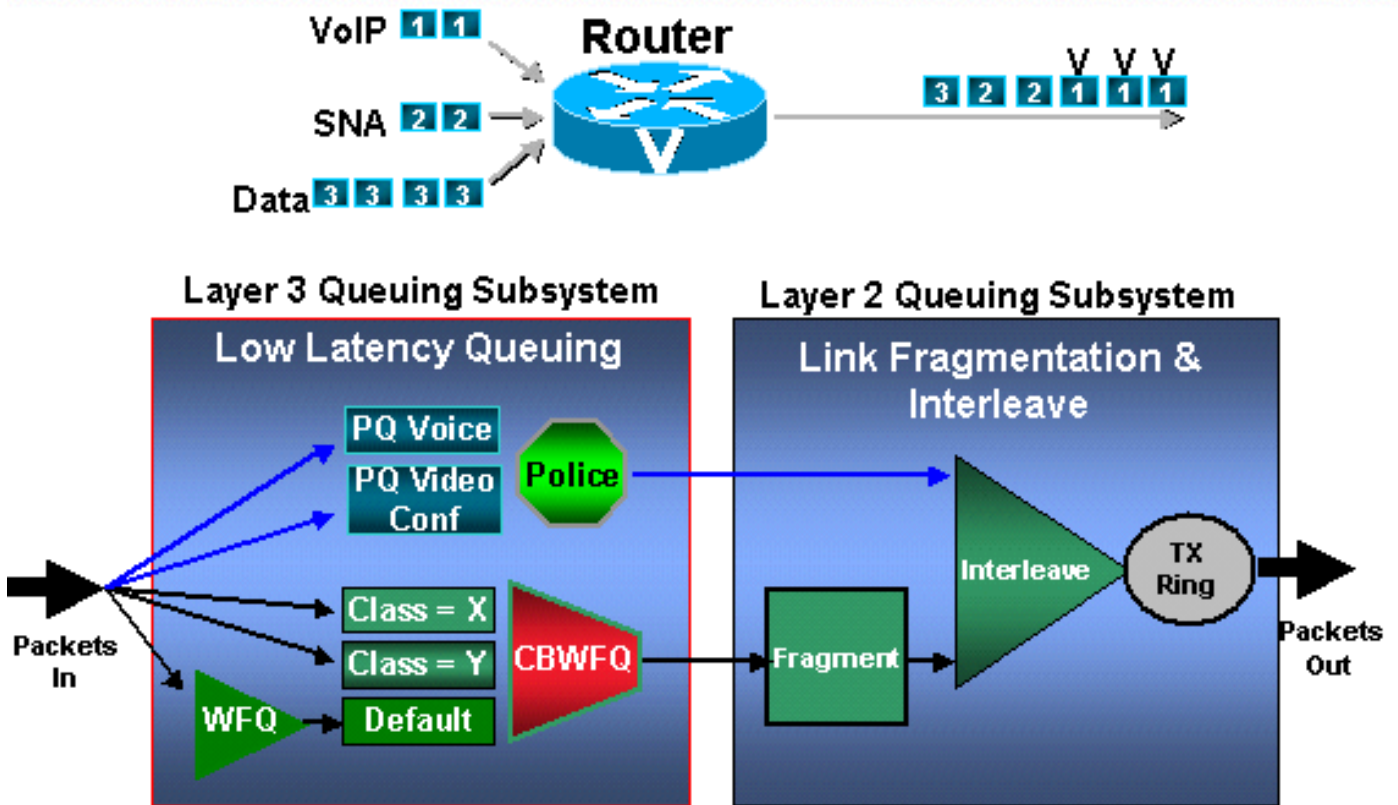 VoIP 1 1
Router
V V V
3 2 2 1 1 1
SNA 2 2
V
Data 3 3 3 3
Layer 3 Queuing Subsystem
Layer 2 Queuing Subsystem
Low Latency Queuing
Link Fragmentation &
Interleave
PQ Voice
PQ Video
Conf
Police
Class = X
Class = Y
CBWFQ
WFQ
Default
Packets
In
Fragment
Interleave
TX
Ring
Packets
Out